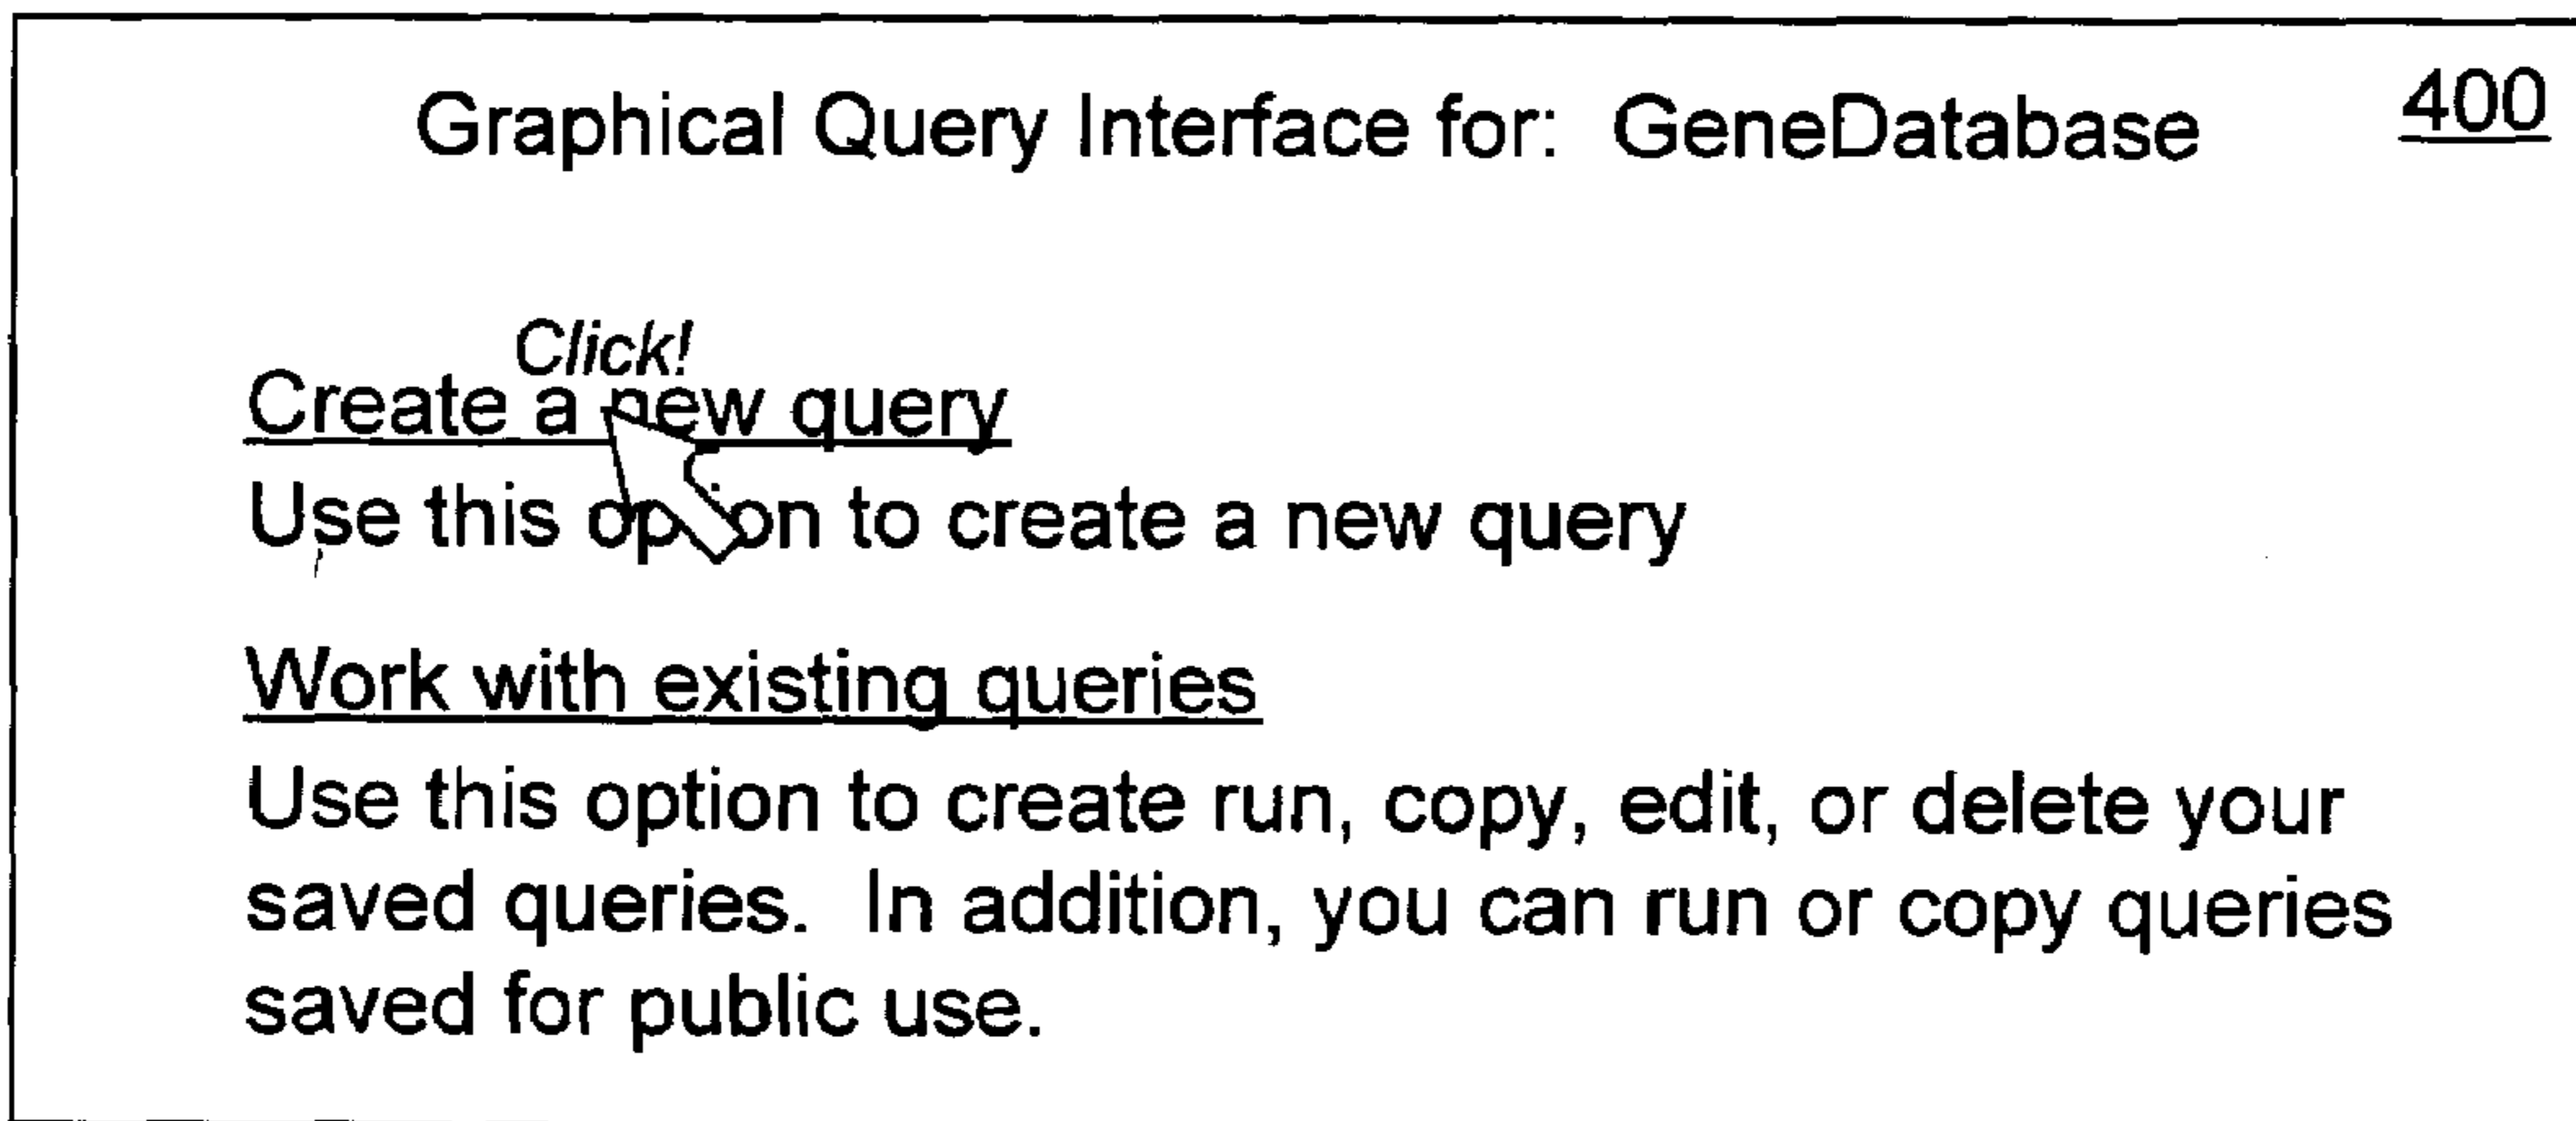 Graphical Query Interface for: GeneDatabase 400
Click!
Create a new query
Use this option to create a new query
Work with existing queries
Use this option to create run, copy, edit, or delete your
saved queries. In addition, you can run or copy queries
saved for public use.